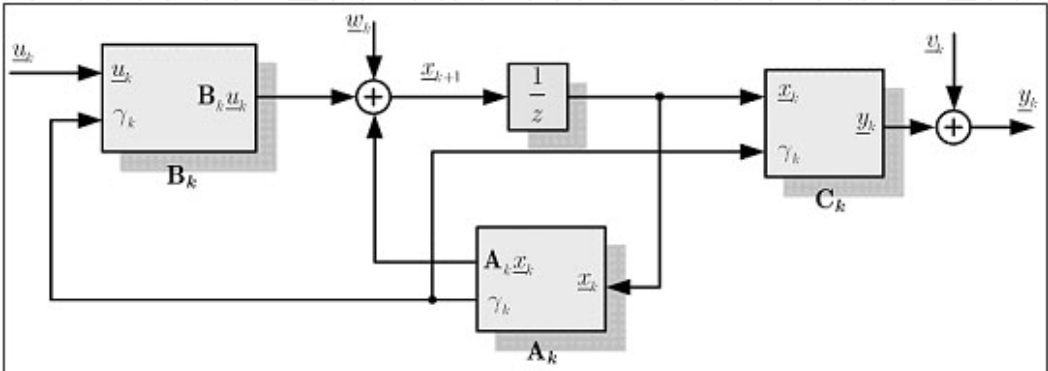 u_k
u_k
γ_k
B_k u_k
B_k
w_k
x_{k+1}
1
z
x_k
γ_k
y_k
C_k
v_k
y_k
A_k x_k
γ_k
x_k
A_k